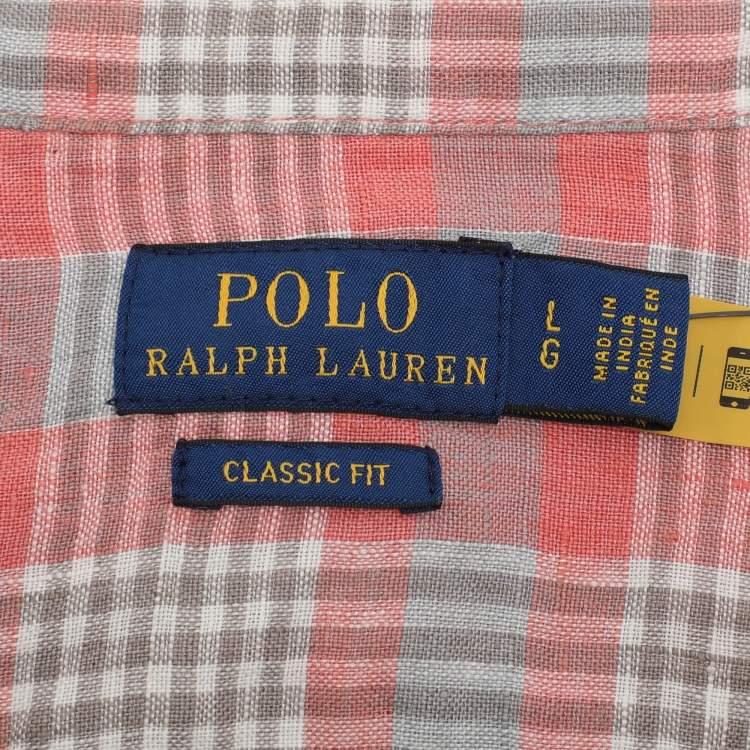 POLO
RALPH LAUREN
L
G
MADE IN
INDIA
FABRIQUÉ EN
INDE
CLASSIC FIT